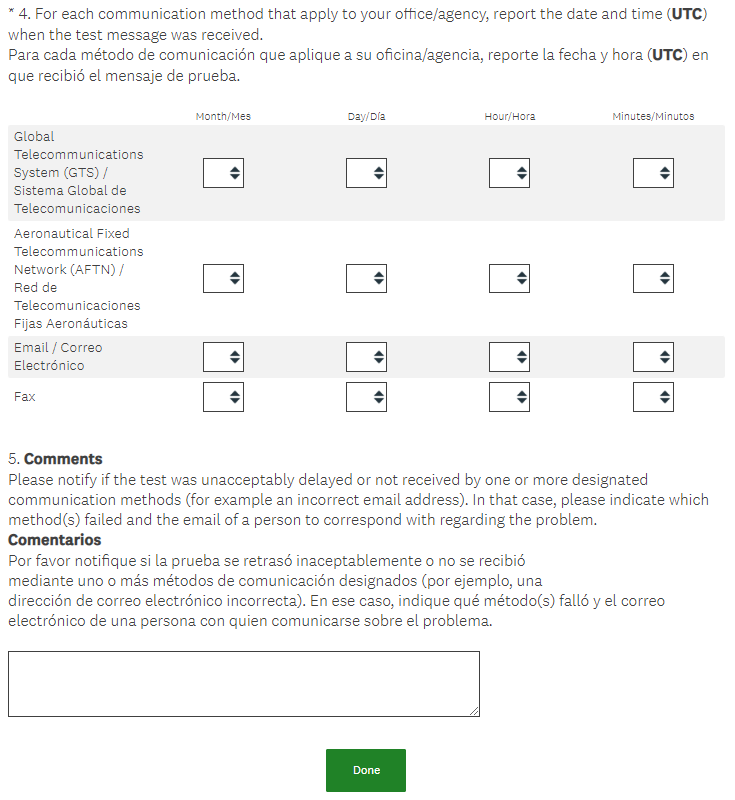 * 4. For each communication method that apply to your office/agency, report the date and time (UTC)
when the test message was received.
Para cada método de comunicación que aplique a su oficina/agencia, reporte la fecha y hora (UTC) en
que recibió el mensaje de prueba.
Month/Mes Day/Día Hour/Hora Minutes/Minutos
Global
Telecommunications
System (GTS) /
Sistema Global de
Telecomunicaciones
Aeronautical Fixed
Telecommunications
Network (AFTN) /
Red de
Telecomunicaciones
Fijas Aeronáuticas
Email / Correo
Electrónico
Fax
5. Comments
Please notify if the test was unacceptably delayed or not received by one or more designated
communication methods (for example an incorrect email address). In that case, please indicate which
method(s) failed and the email of a person to correspond with regarding the problem.
Comentarios
Por favor notifique si la prueba se retrasó inaceptablemente o no se recibió
mediante uno o más métodos de comunicación designados (por ejemplo, una
dirección de correo electrónico incorrecta). En ese caso, indique qué método(s) falló y el correo
electrónico de una persona con quien comunicarse sobre el problema.
Done